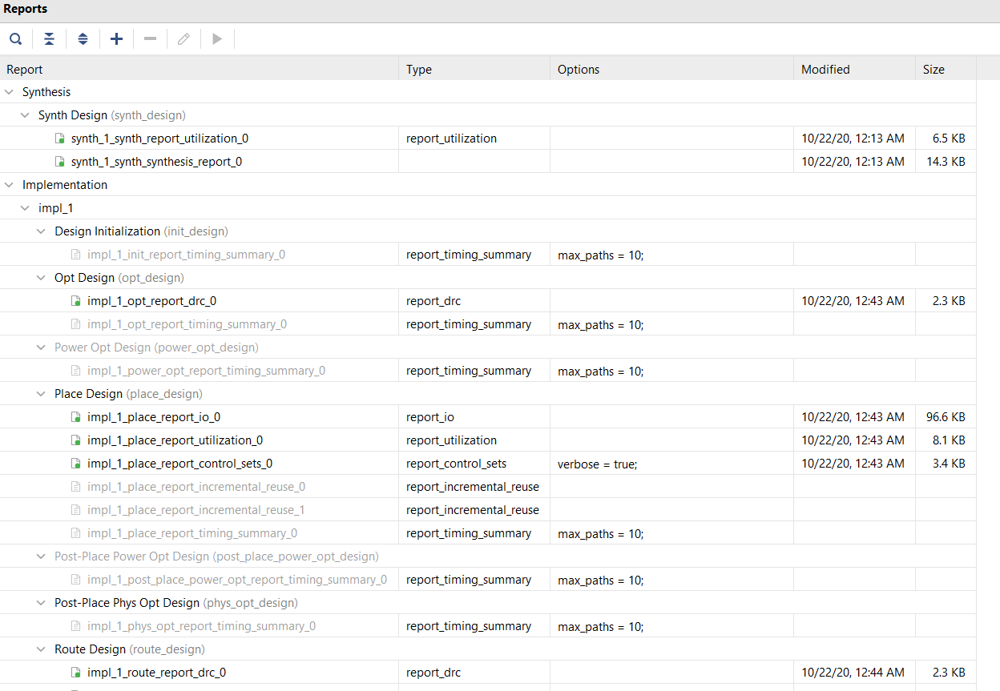 Reports
Report Type Options Modified Size
Synthesis
Synth Design (synth_design)
synth_1_synth_report_utilization_0 report_utilization 10/22/20, 12:13 AM 6.5 KB
synth_1_synth_synthesis_report_0 10/22/20, 12:13 AM 14.3 KB
Implementation
impl_1
Design Initialization (init_design)
impl_1_init_report_timing_summary_0 report_timing_summary max_paths = 10;
Opt Design (opt_design)
impl_1_opt_report_drc_0 report_drc 10/22/20, 12:43 AM 2.3 KB
impl_1_opt_report_timing_summary_0 report_timing_summary max_paths = 10;
Power Opt Design (power_opt_design)
impl_1_power_opt_report_timing_summary_0 report_timing_summary max_paths = 10;
Place Design (place_design)
impl_1_place_report_io_0 report_io 10/22/20, 12:43 AM 96.6 KB
impl_1_place_report_utilization_0 report_utilization 10/22/20, 12:43 AM 8.1 KB
impl_1_place_report_control_sets_0 report_control_sets verbose = true; 10/22/20, 12:43 AM 3.4 KB
impl_1_place_report_incremental_reuse_0 report_incremental_reuse
impl_1_place_report_incremental_reuse_1 report_incremental_reuse
impl_1_place_report_timing_summary_0 report_timing_summary max_paths = 10;
Post-Place Power Opt Design (post_place_power_opt_design)
impl_1_post_place_power_opt_report_timing_summary_0 report_timing_summary max_paths = 10;
Post-Place Phys Opt Design (phys_opt_design)
impl_1_phys_opt_report_timing_summary_0 report_timing_summary max_paths = 10;
Route Design (route_design)
impl_1_route_report_drc_0 report_drc 10/22/20, 12:44 AM 2.3 KB